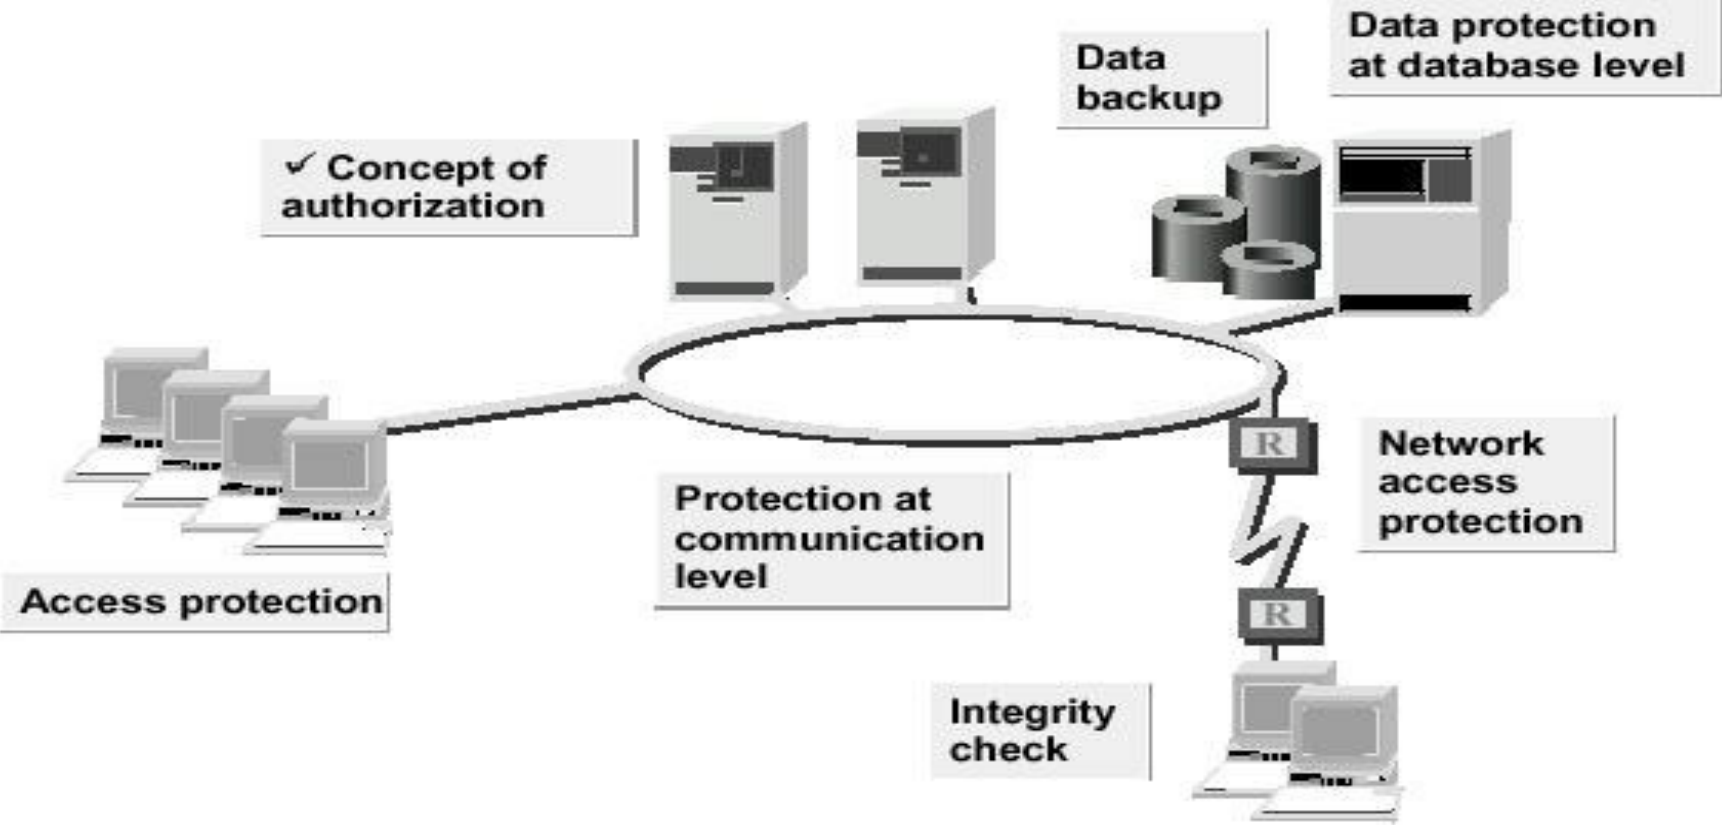 Data protection
at database level
Data
backup
✓ Concept of
authorization
Network
access
protection
R
Protection at
communication
level
Access protection
R
Integrity
check